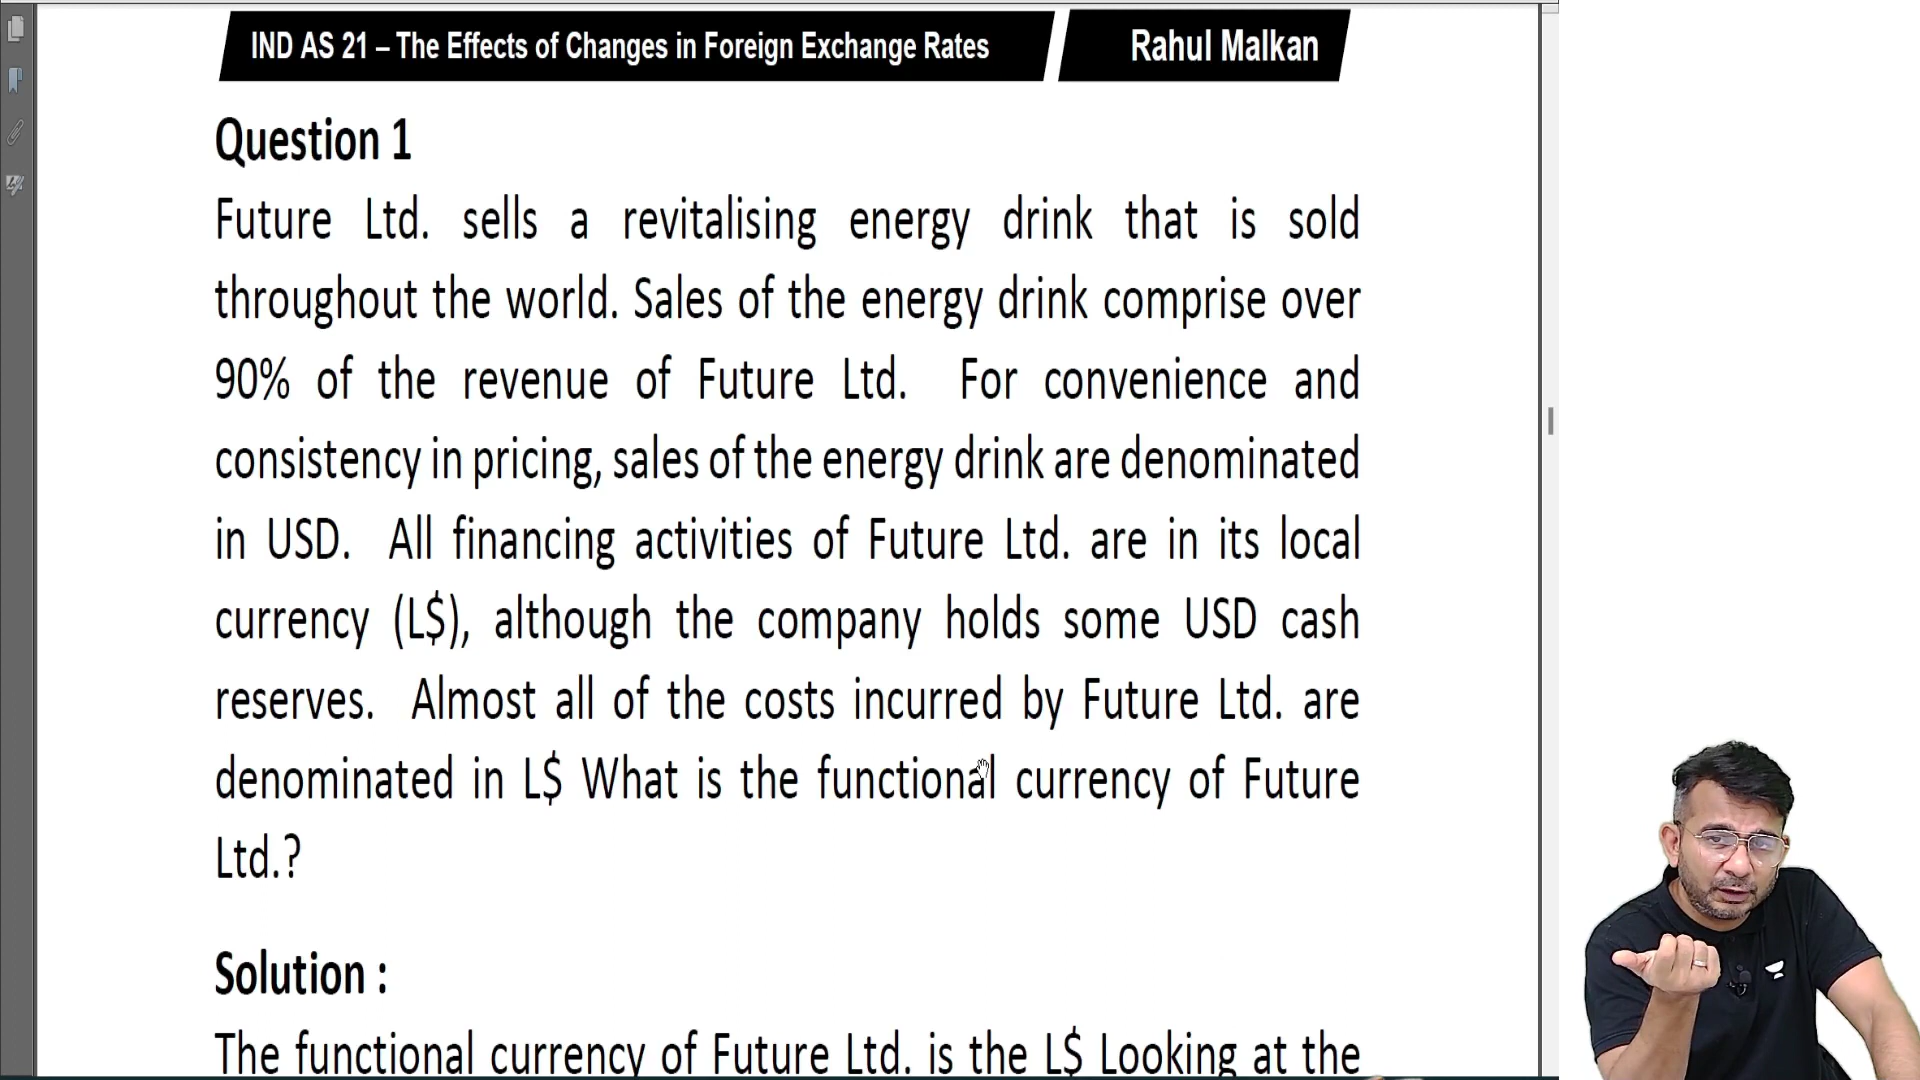 IND AS 21 – The Effects of Changes in Foreign Exchange Rates
Rahul Malkan
Question 1
Future Ltd. sells a revitalising energy drink that is sold
throughout the world. Sales of the energy drink comprise over
90% of the revenue of Future Ltd. For convenience and
consistency in pricing, sales of the energy drink are denominated
in USD. All financing activities of Future Ltd. are in its local
currency (L$), although the company holds some USD cash
reserves. Almost all of the costs incurred by Future Ltd. are
denominated in L$ What is the functional currency of Future
Ltd.?
Solution :
The functional currency of Future Ltd. is the L$ Looking at the